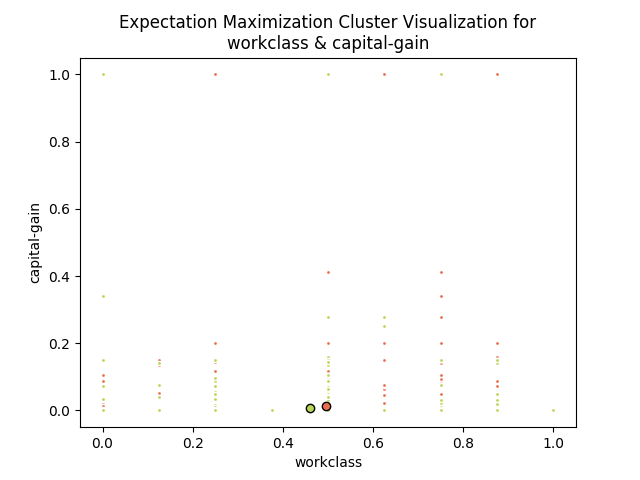 Expectation Maximization Cluster Visualization for
workclass & capital-gain
1.0
0.8
0.6
0.4
0.2
0.0
capital-gain
0.0 0.2 0.4 0.6 0.8 1.0
workclass